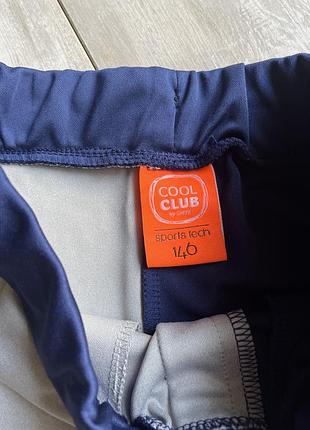 COOL
CLUB
by SMYK
sports tech
146